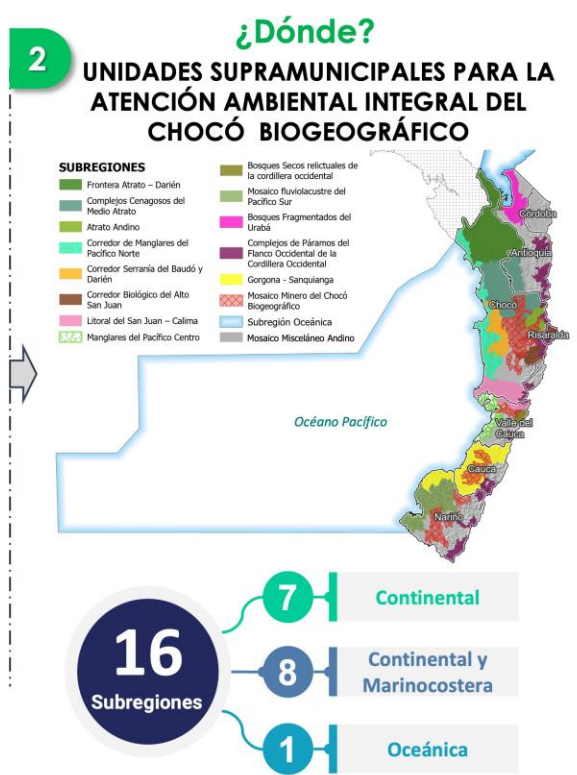 ¿Dónde?
2
UNIDADES SUPRAMUNICIPALES PARA LA
ATENCIÓN AMBIENTAL INTEGRAL DEL
CHOCÓ BIOGEOGRÁFICO
SUBREGIONES
Frontera Atrato – Darién
Complejos Cenagosos del
Medio Atrato
Atrato Andino
Corredor de Manglares del
Pacífico Norte
Corredor Serranía del Baudó y
Darién
Corredor Biológico del Alto
San Juan
Litoral del San Juan – Calima
Manglares del Pacífico Centro
Bosques Secos relictuales de
la cordillera occidental
Mosaico fluviolacustre del
Pacífico Sur
Bosques Fragmentados del
Urabá
Complejos de Páramos del
Flanco Occidental de la
Cordillera Occidental
Gorgona - Sanquianga
Mosaico Minero del Chocó
Biogeográfico
Subregión Oceánica
Mosaico Misceláneo Andino
Córdoba
Antioquia
Chocó
Risaralda
Océano Pacífico
Valle del
Cauca
Cauca
Nariño
7
Continental
16
Subregiones
8
Continental y
Marinocostera
1
Oceánica